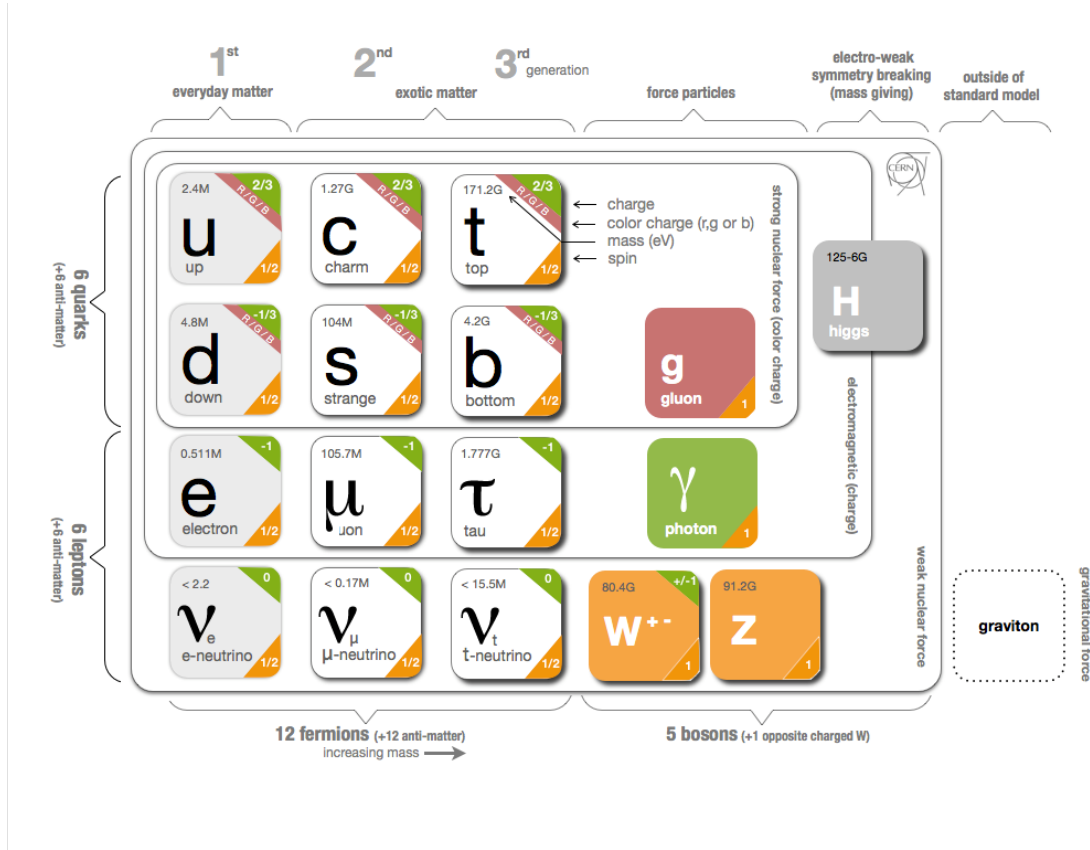 1st
everyday matter
2nd
3rd generation
exotic matter
force particles
electro-weak
symmetry breaking
(mass giving)
outside of
standard model
CERN
6 quarks
(+6 anti-matter)
2.4M
2/3
R/G/B
u
up
1/2
1.27G
2/3
R/G/B
c
charm
1/2
171.2G
2/3
R/G/B
t
top
1/2
charge
color charge (r,g or b)
mass (eV)
spin
strong nuclear force (color charge)
125-6G
H
higgs
4.8M
-1/3
R/G/B
d
down
1/2
104M
-1/3
R/G/B
s
strange
1/2
4.2G
-1/3
R/G/B
b
bottom
1/2
g
gluon
1
electromagnetic (charge)
6 leptons
(+6 anti-matter)
0.511M
-1
e
electron
1/2
105.7M
-1
μ
uon
1/2
1.777G
-1
τ
tau
1/2
γ
photon
1
weak nuclear force
< 2.2
0
νe
e-neutrino
1/2
< 0.17M
0
νμ
μ-neutrino
1/2
< 15.5M
0
νt
t-neutrino
1/2
80.4G
+/-1
W+-
1
91.2G
Z
1
graviton
gravitational force
12 fermions (+12 anti-matter)
increasing mass
5 bosons (+1 opposite charged W)